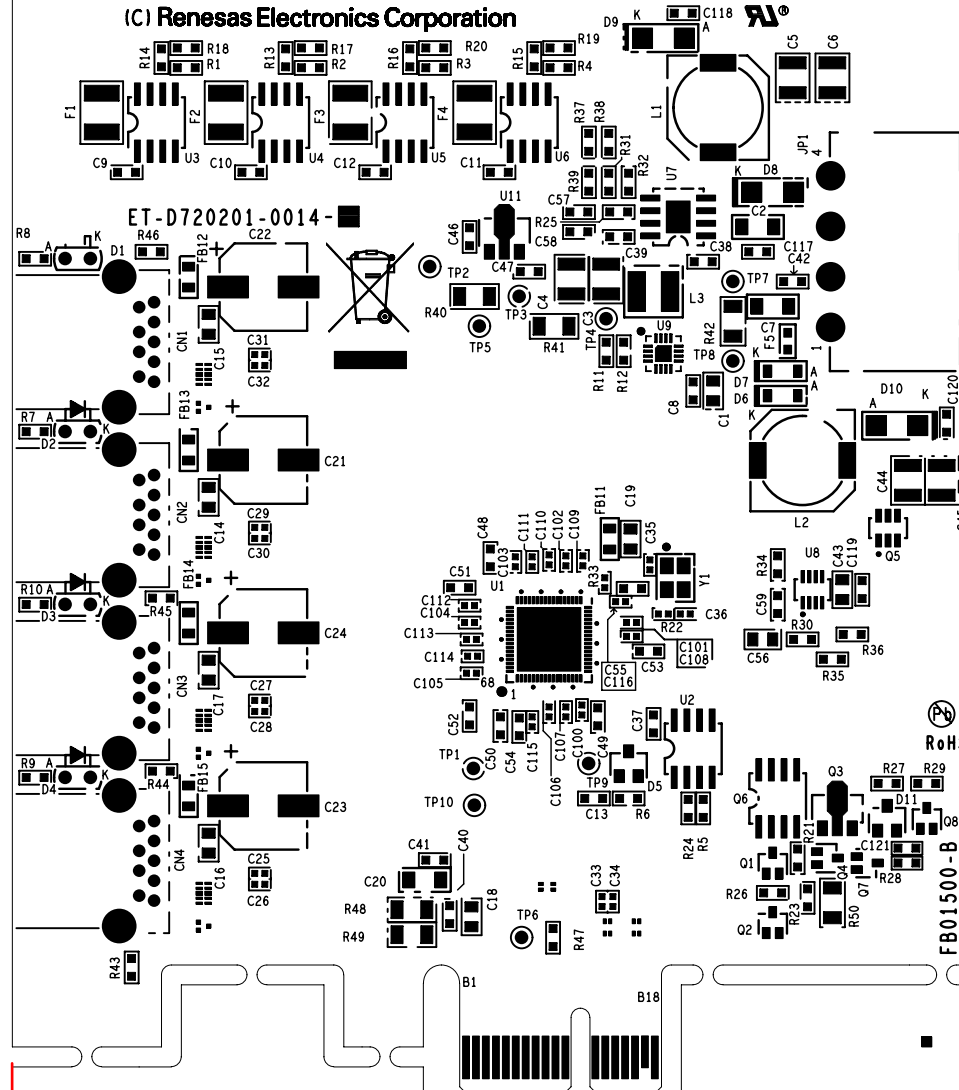 (C) Renesas Electronics Corporation
D9 K A C118
R14 R18 R1 R13 R17 R2 R16 R20 R3 R15 R19 R4
C5 C6
F1 F2 F3 F4 L1
U3 U4 U5 U6
C9 C10 C12 C11
R37 R38 R31 R32 R39 U7
JP1 4
K D8
C57 R25 C58 C2
ET-D720201-0014-
U11 C46 C47
R8 A K D1 R46 FB12 + C22
C39 C38 C117 C42
TP2 TP3 R40 TP5 C4 R41 C3 TP4
L3 TP7 R42 TP8 C7 F5 1
CN1 C15 C31 C32
U9 R11 R12 C8 C1
K A D7 A D6 K
R7 A K D2 FB13 + C21
D10 A K C120
L2 C44 Q5
CN2 C14 C29 C30
C48 C103 C111 C110 C102 C109 FB11 C19 C35
R33 Y1 R34 U8 C43 C119
R10 A K D3 FB14 + R45 C24
C51 U1 C112 C104 C113 C114 C105 68 1
R22 C36 C101 C108 C55 C116 C53
C59 R30 C56 R35 R36
CN3 C17 C27 C28
C52 C50 C54 C115 C106 C107 C100 C49
C37 U2
Pb
RoH
R9 A K D4 R44 FB15 + C23
TP1 TP10 TP9 C13 R6 D5 R24 R5
Q6 Q3 R27 R29 D11 Q8
CN4 C16 C25 C26
C41 C40 C20 C18 R48 R49
C33 C34 TP6 R47
Q1 R21 Q4 Q7 C121 R28
R26 R23 R50 Q2
FB01500-B
R43
B1 B18